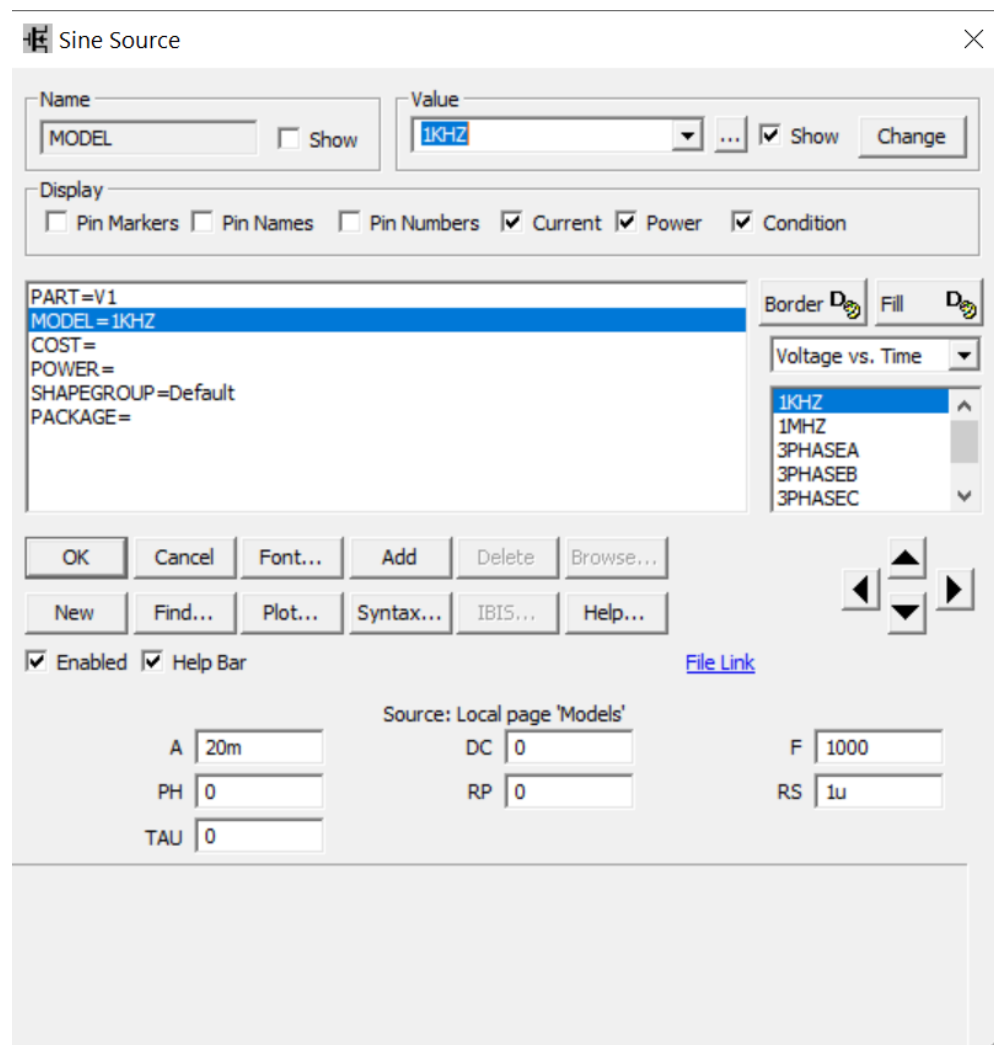 Sine Source
Name
Value
MODEL
Show
1KHZ
...
Show
Change
Display
Pin Markers
Pin Names
Pin Numbers
Current
Power
Condition
PART=V1
MODEL=1KHZ
COST=
POWER=
SHAPEGROUP=Default
PACKAGE=
Border
Fill
Voltage vs. Time
1KHZ
1MHZ
3PHASEA
3PHASEB
3PHASEC
OK
Cancel
Font...
Add
Delete
Browse...
New
Find...
Plot...
Syntax...
IBIS...
Help...
Enabled
Help Bar
File Link
Source: Local page 'Models'
A 20m
DC 0
F 1000
PH 0
RP 0
RS 1u
TAU 0